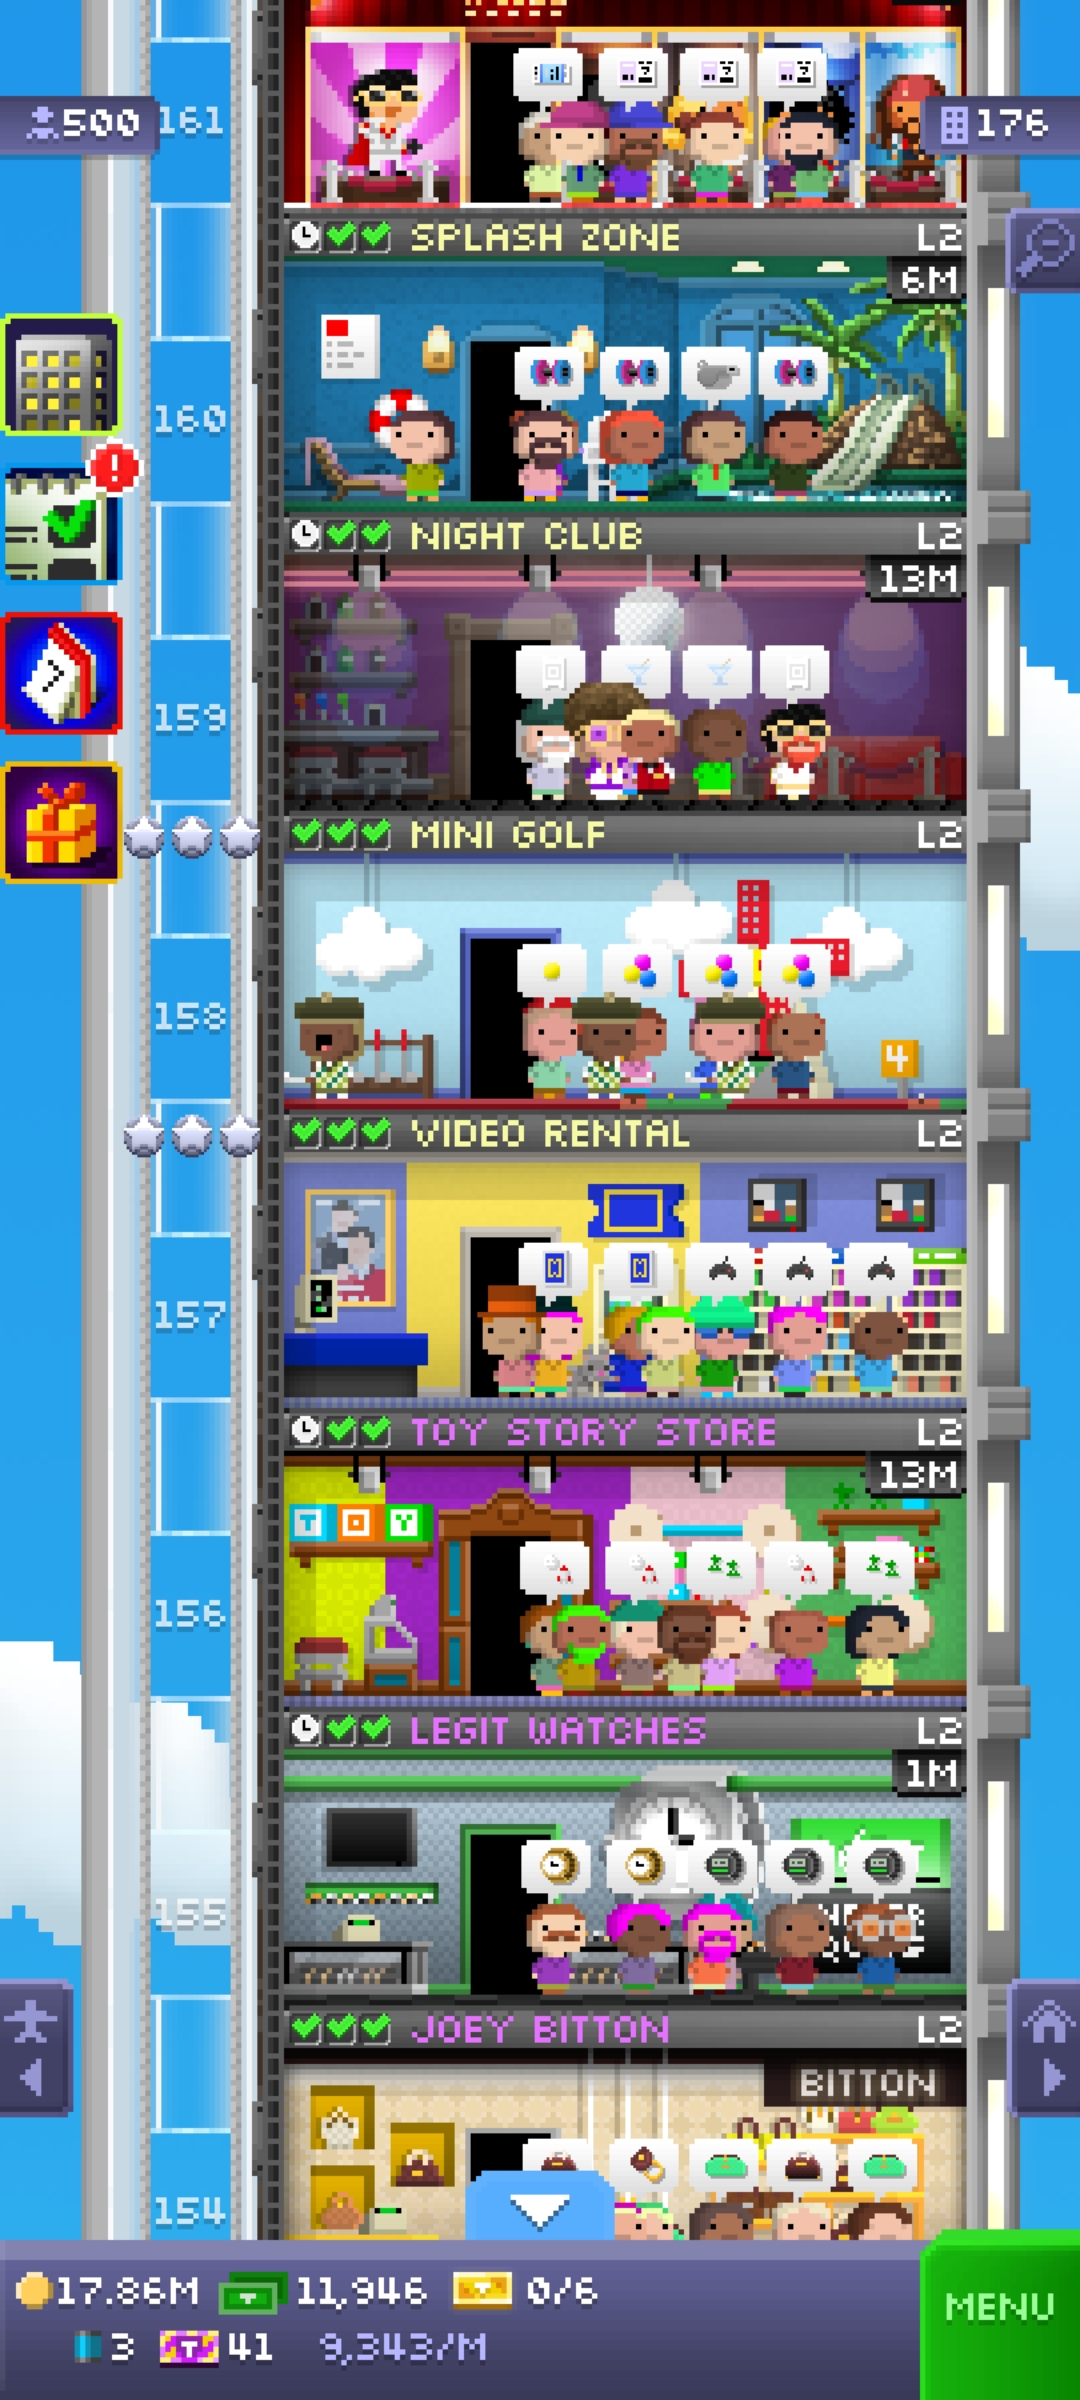 161
500
176
SPLASH ZONE L2
6M
160
NIGHT CLUB L2
13M
159
MINI GOLF L2
158
4
VIDEO RENTAL L2
157
TOY STORY STORE L2
13M
TOY
156
LEGIT WATCHES L2
1M
155
JOEY BITTON L2
BITTON
154
17.86M 11,946 0/6
MENU
3 T 41 9,343/M